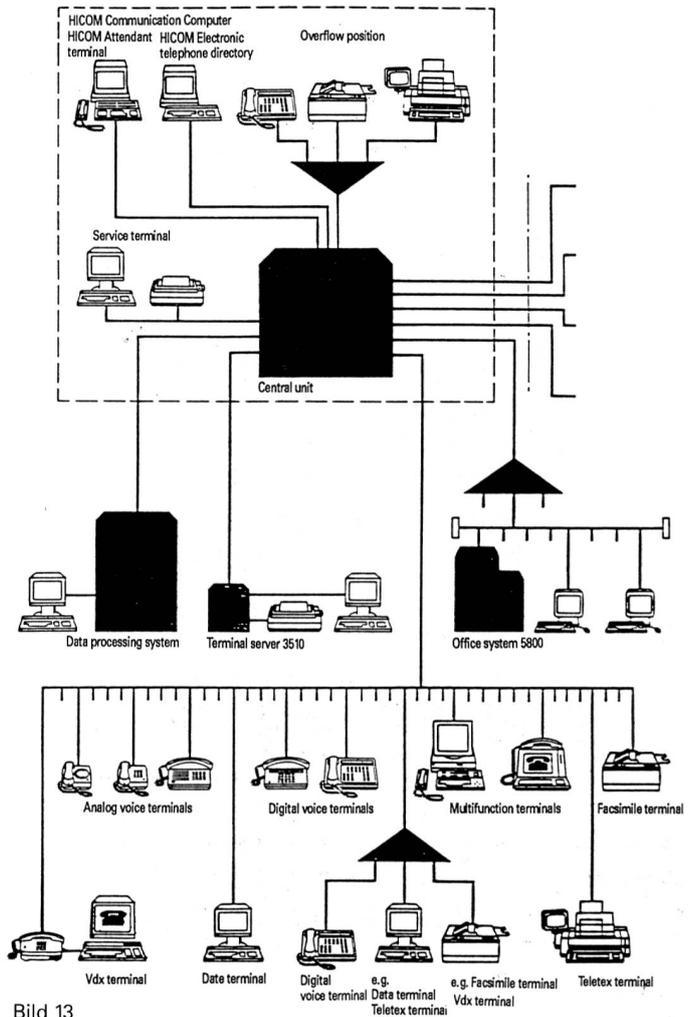 HICOM Communication Computer
HICOM Attendant terminal
HICOM Electronic telephone directory
Overflow position
Service terminal
Central unit
Data processing system
Terminal server 3510
Office system 5800
Analog voice terminals
Digital voice terminals
Multifunction terminals
Facsimile terminal
Vdx terminal
Date terminal
Digital
voice terminal
e.g.
Data terminal
Teletex terminal
e.g. Facsimile terminal
Vdx terminal
Teletex terminal
Bild 13